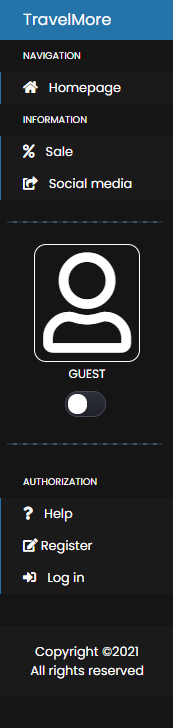 TravelMore
NAVIGATION
Homepage
INFORMATION
Sale
Social media
GUEST
AUTHORIZATION
Help
Register
Log in
Copyright ©2021
All rights reserved